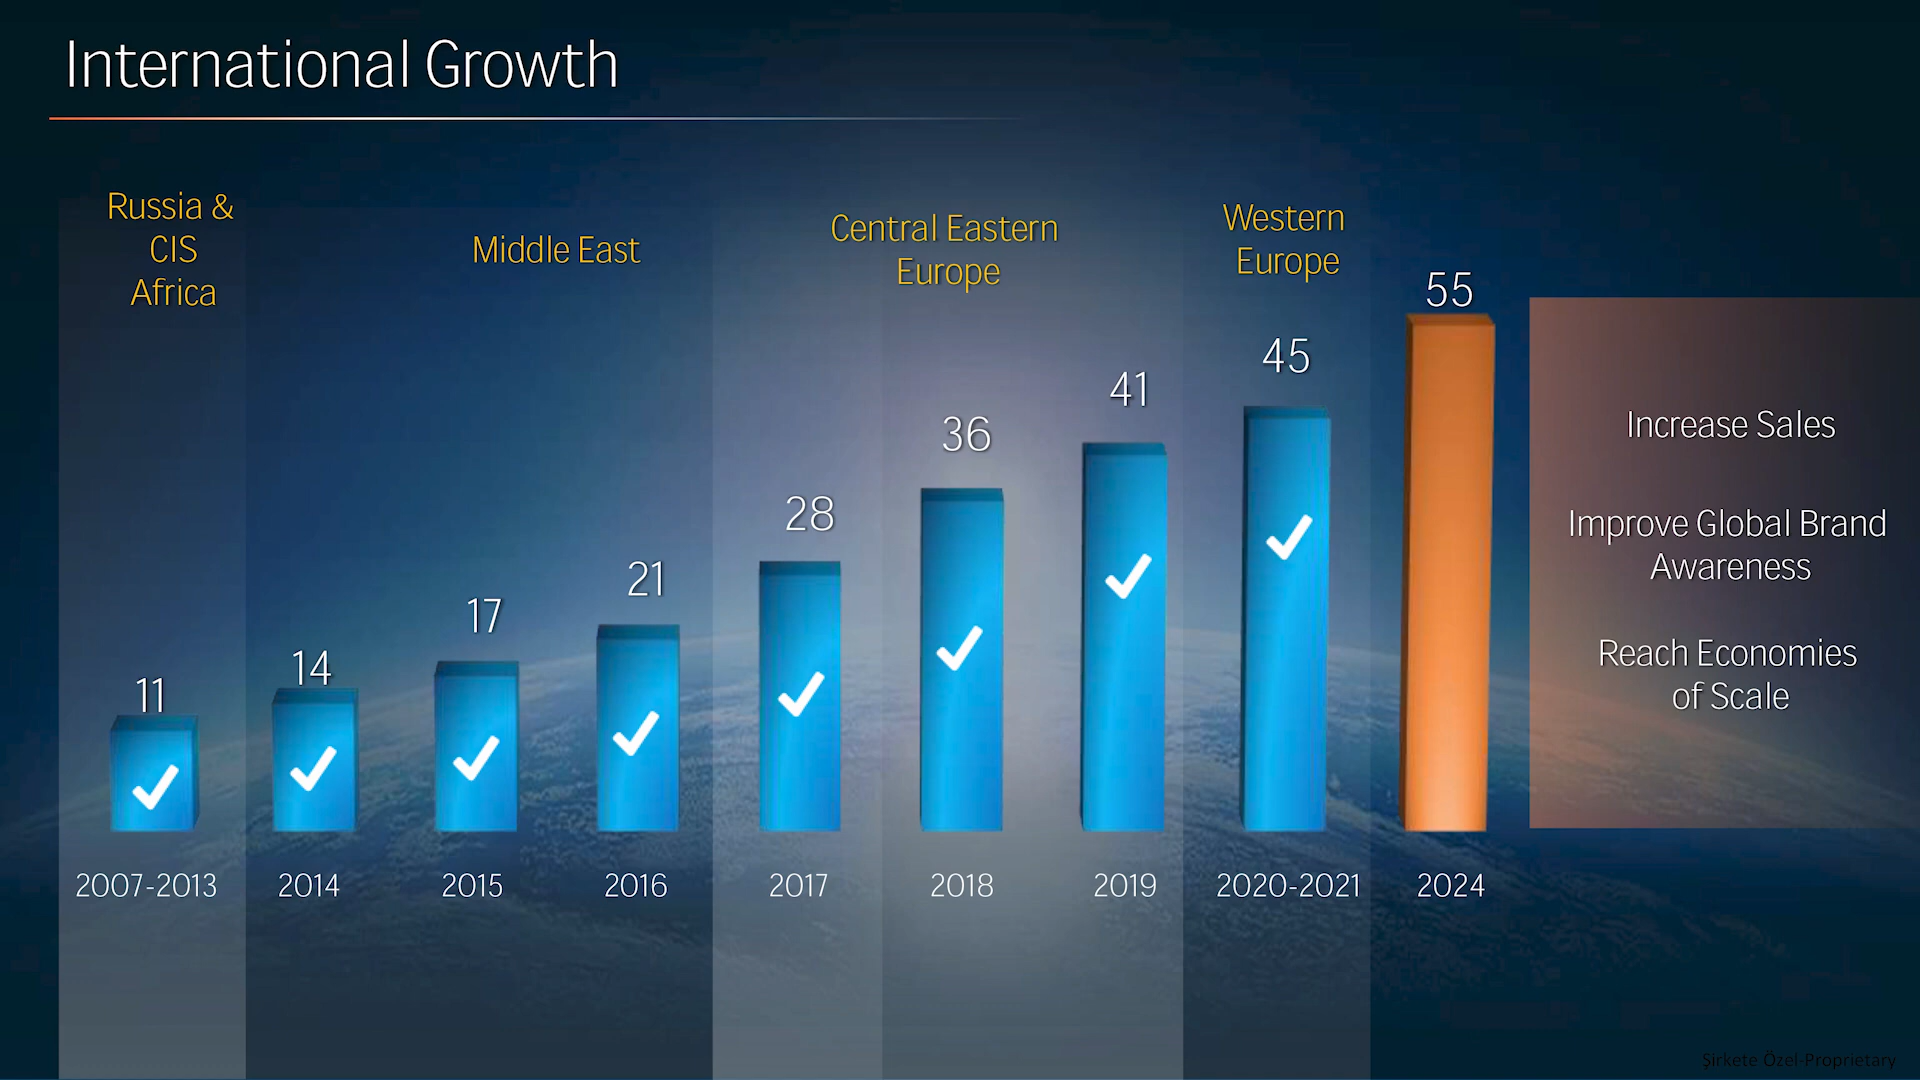 International Growth
Russia &
CIS
Africa
Middle East
Central Eastern
Europe
Western
Europe
11
14
17
21
28
36
41
45
55
2007-2013
2014
2015
2016
2017
2018
2019
2020-2021
2024
Increase Sales
Improve Global Brand
Awareness
Reach Economies
of Scale
Şirkete Özel-Proprietary